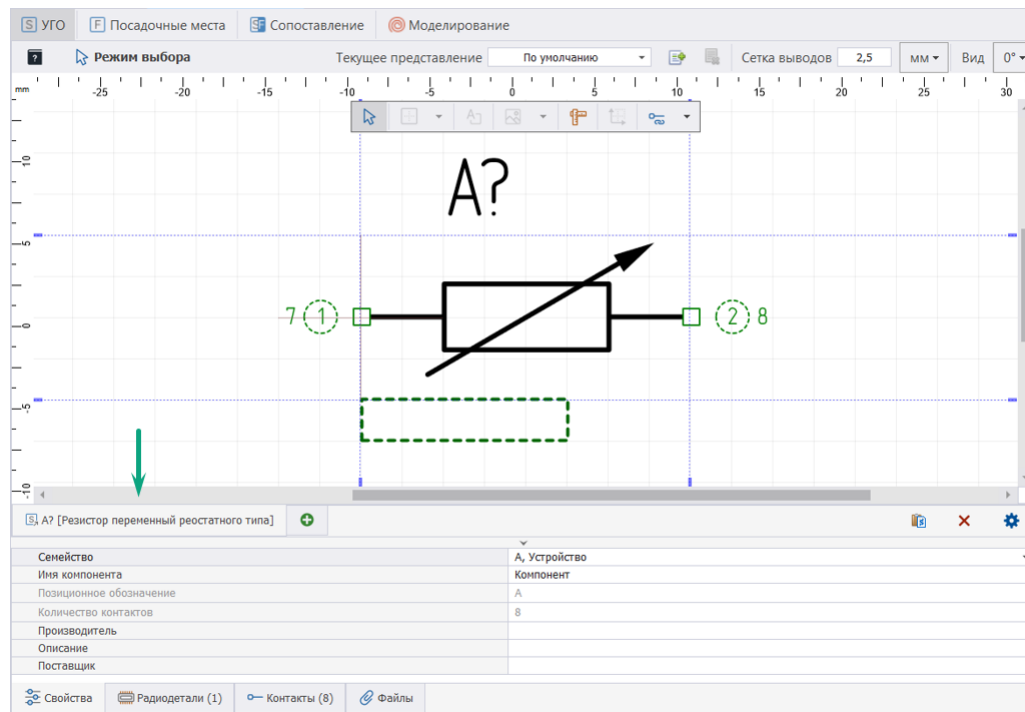 S УГО F Посадочные места SF Сопоставление Моделирование
? Режим выбора Текущее представление По умолчанию Сетка выводов 2,5 мм Вид 0°
mm -25 -20 -15 -10 -5 0 5 10 15 20 25 30
10
A?
5
7 1 2 8
0
-5
-10
S A? [Резистор переменный реостатного типа]
Семейство A, Устройство
Имя компонента Компонент
Позиционное обозначение A
Количество контактов 8
Производитель
Описание
Поставщик
Свойства Радиодетали (1) Контакты (8) Файлы